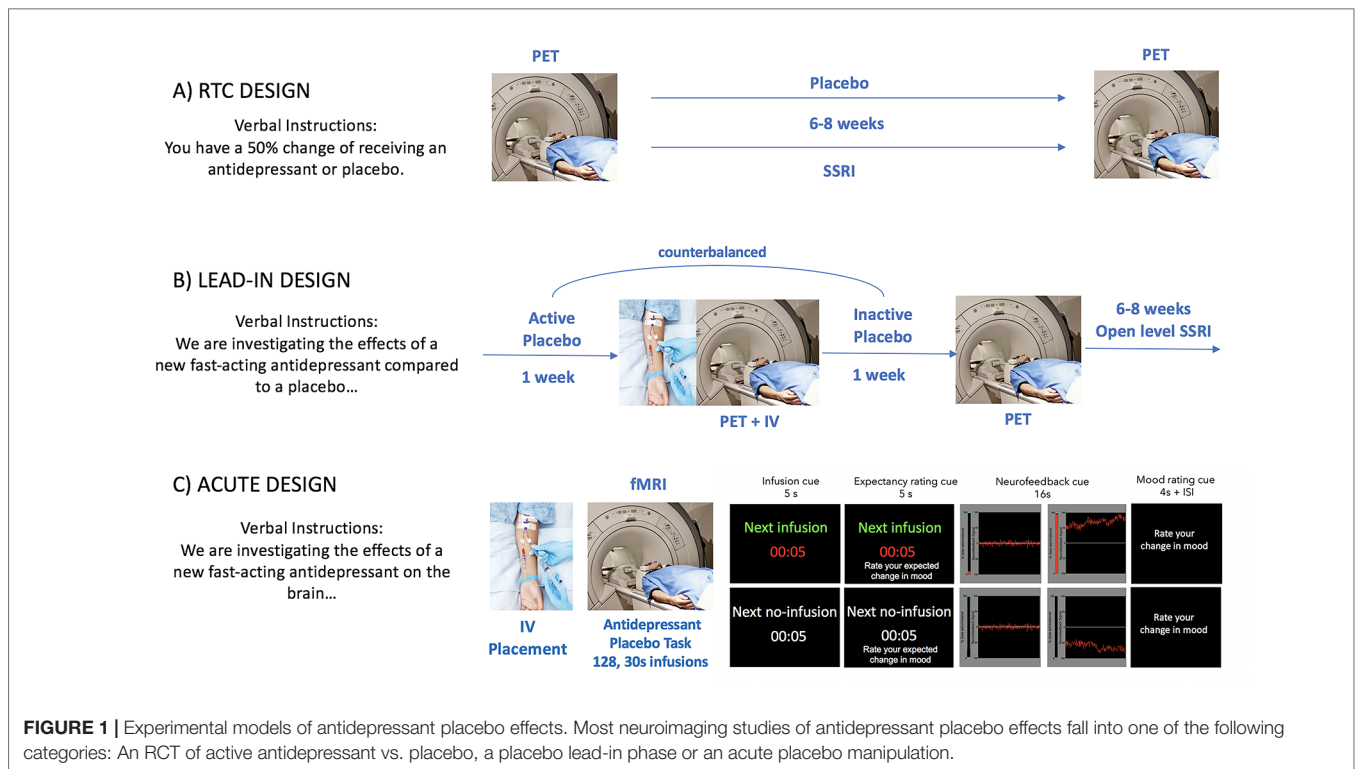 A) RTC DESIGN
Verbal Instructions:
You have a 50% change of receiving an
antidepressant or placebo.
PET
Placebo
6-8 weeks
SSRI
PET
B) LEAD-IN DESIGN
Verbal Instructions:
We are investigating the effects of a
new fast-acting antidepressant compared
to a placebo...
counterbalanced
Active
Placebo
1 week
PET + IV
Inactive
Placebo
1 week
PET
6-8 weeks
Open level SSRI
C) ACUTE DESIGN
Verbal Instructions:
We are investigating the effects of a
new fast-acting antidepressant on the
brain...
IV
Placement
fMRI
Antidepressant
Placebo Task
128, 30s infusions
Infusion cue
5 s
Expectancy rating cue
5 s
Neurofeedback cue
16s
Mood rating cue
4s + ISI
Next infusion
00:05
Next infusion
00:05
Rate your expected
change in mood
Rate your
change in mood
Next no-infusion
00:05
Next no-infusion
00:05
Rate your expected
change in mood
Rate your
change in mood
FIGURE 1 | Experimental models of antidepressant placebo effects. Most neuroimaging studies of antidepressant placebo effects fall into one of the following
categories: An RCT of active antidepressant vs. placebo, a placebo lead-in phase or an acute placebo manipulation.